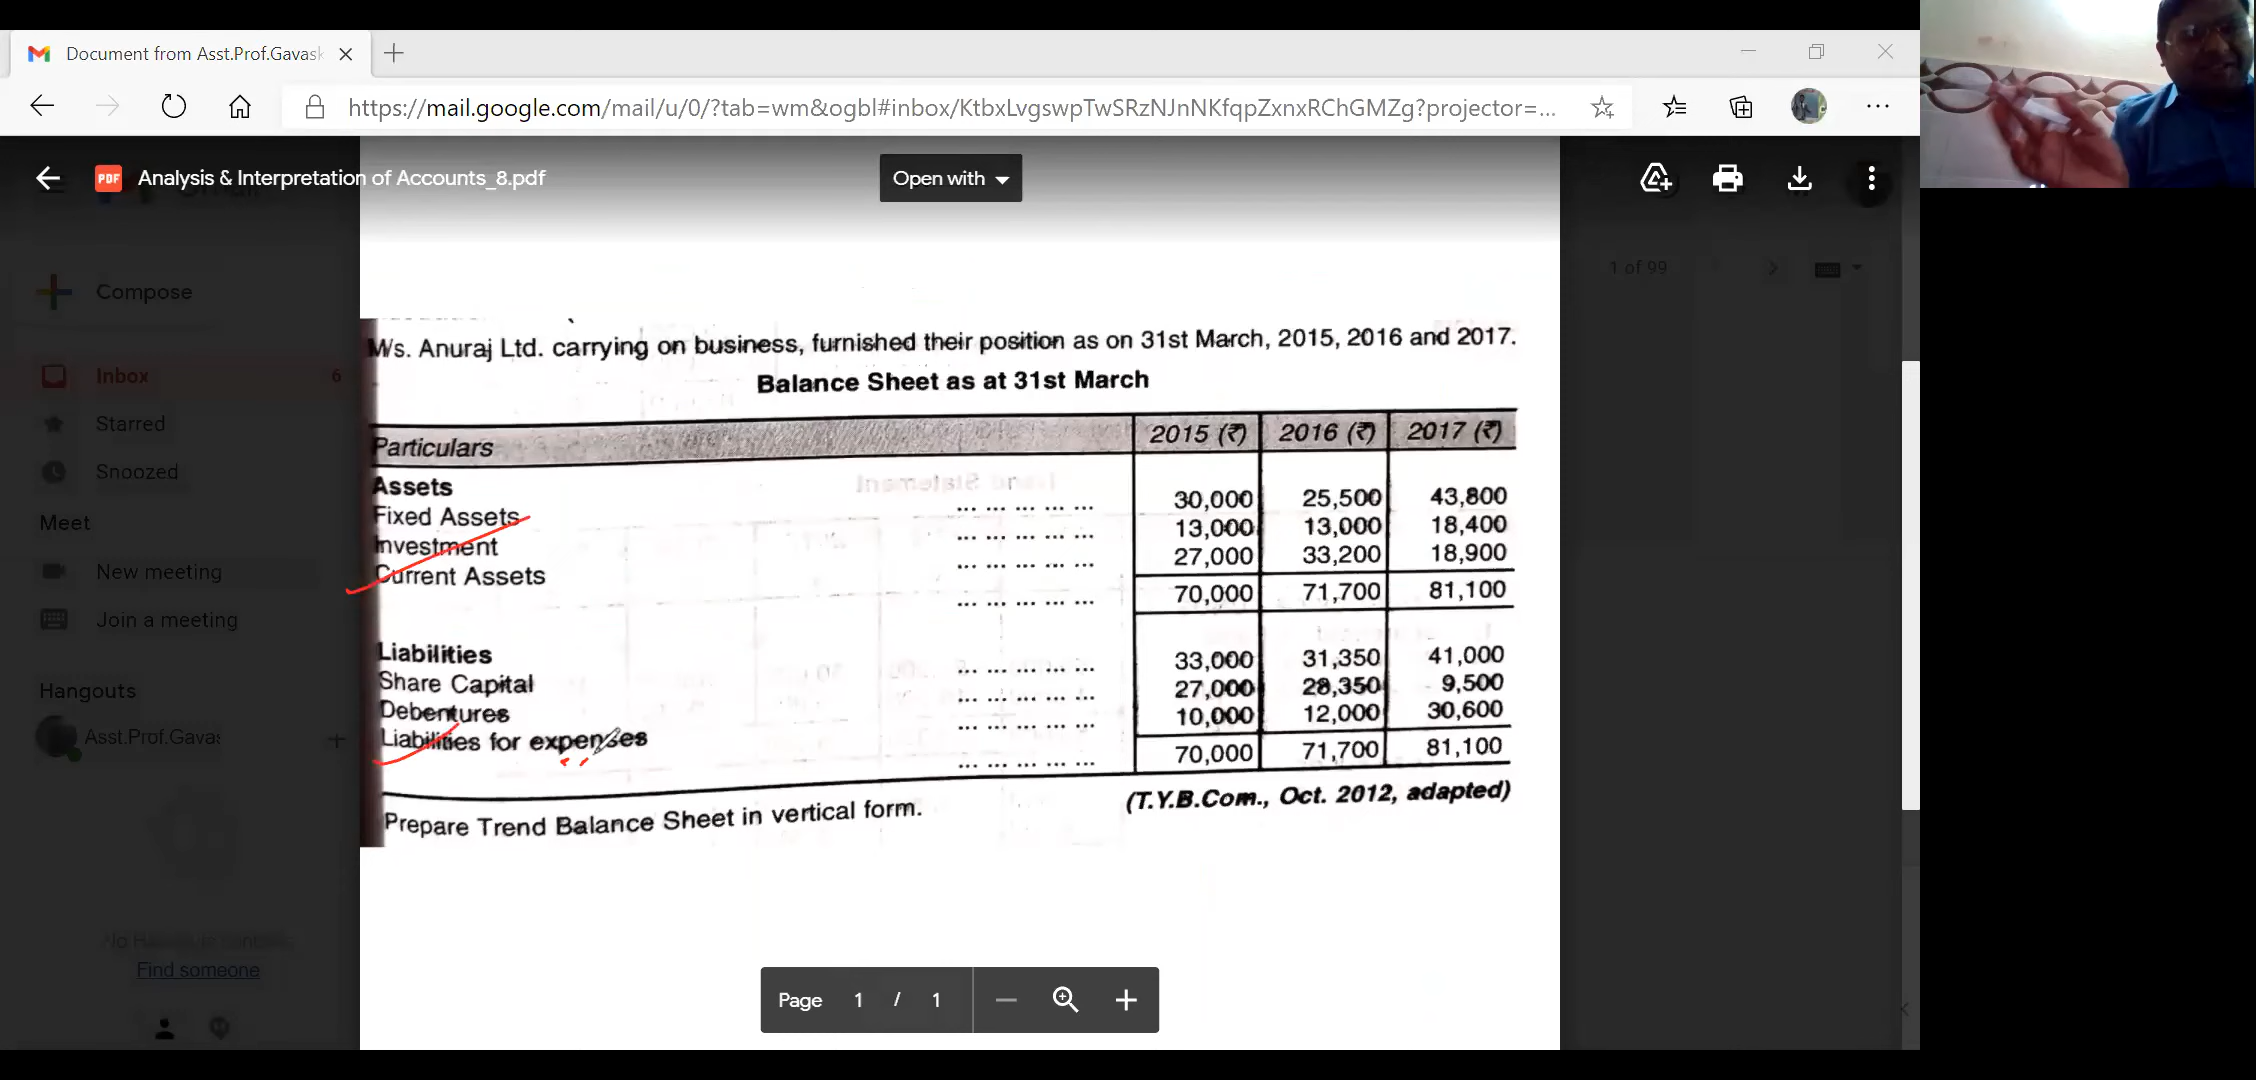 Document from Asst.Prof.Gavask
https://mail.google.com/mail/u/0/?tab=wm&ogbl#inbox/KtbxLvgswpTwSRzNJnNKfqpZxnxRChGMZg?projector=...
PDF Analysis & Interpretation of Accounts_8.pdf
Open with
Compose
1 of 99
Inbox 6
Starred
Snoozed
Meet
New meeting
Join a meeting
Hangouts
Asst.Prof.Gavas
Find someone
M/s. Anuraj Ltd. carrying on business, furnished their position as on 31st March, 2015, 2016 and 2017.
Balance Sheet as at 31st March
Particulars 2015 (₹) 2016 (₹) 2017 (₹)
Assets
Fixed Assets ... ... ... ... ... 30,000 25,500 43,800
Investment ... ... ... ... ... 13,000 13,000 18,400
Current Assets ... ... ... ... ... 27,000 33,200 18,900
... ... ... ... ... 70,000 71,700 81,100
Liabilities
Share Capital ... ... ... ... ... 33,000 31,350 41,000
Debentures ... ... ... ... ... 27,000 28,350 9,500
Liabilities for expenses ... ... ... ... ... 10,000 12,000 30,600
... ... ... ... ... 70,000 71,700 81,100
(T.Y.B.Com., Oct. 2012, adapted)
Prepare Trend Balance Sheet in vertical form.
Page 1 / 1